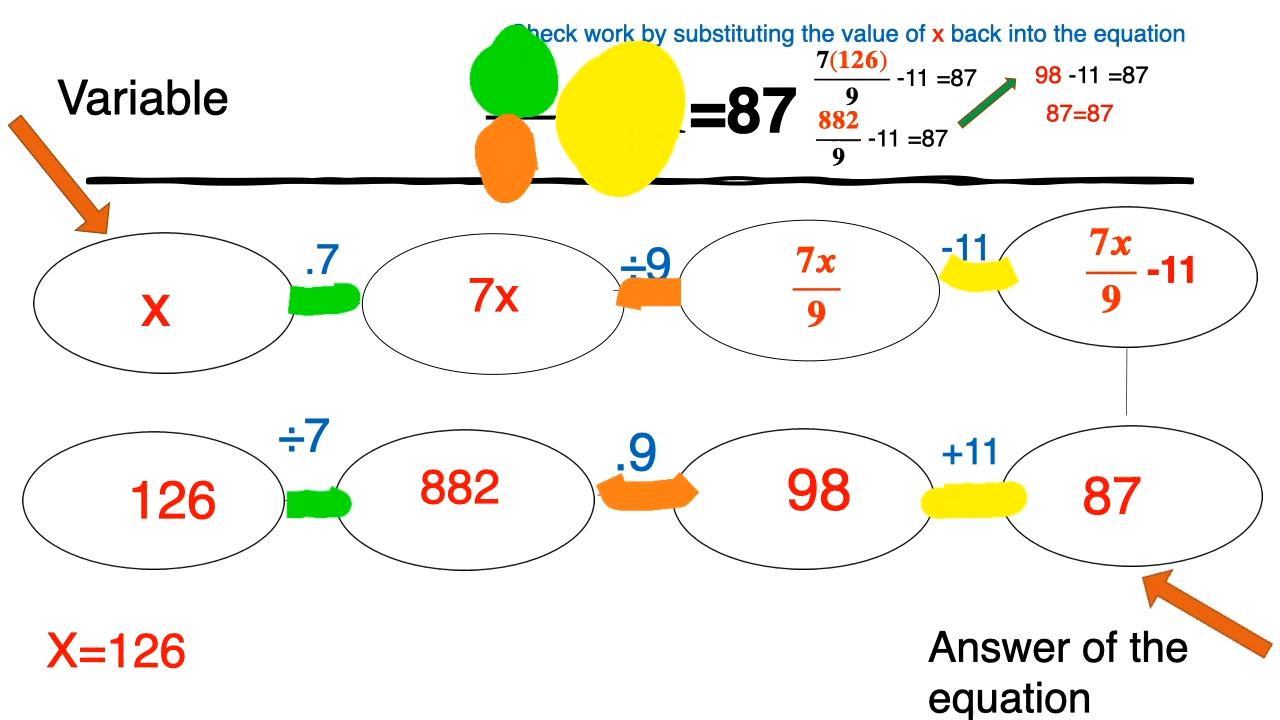 heck work by substituting the value of x back into the equation
Variable
=87
7(126)
9
-11 =87
98 -11 =87
882
9
-11 =87
87=87
.7
÷9
-11
x
7x
7x
9
7x
9
-11
÷7
.9
+11
126
882
98
87
X=126
Answer of the
equation